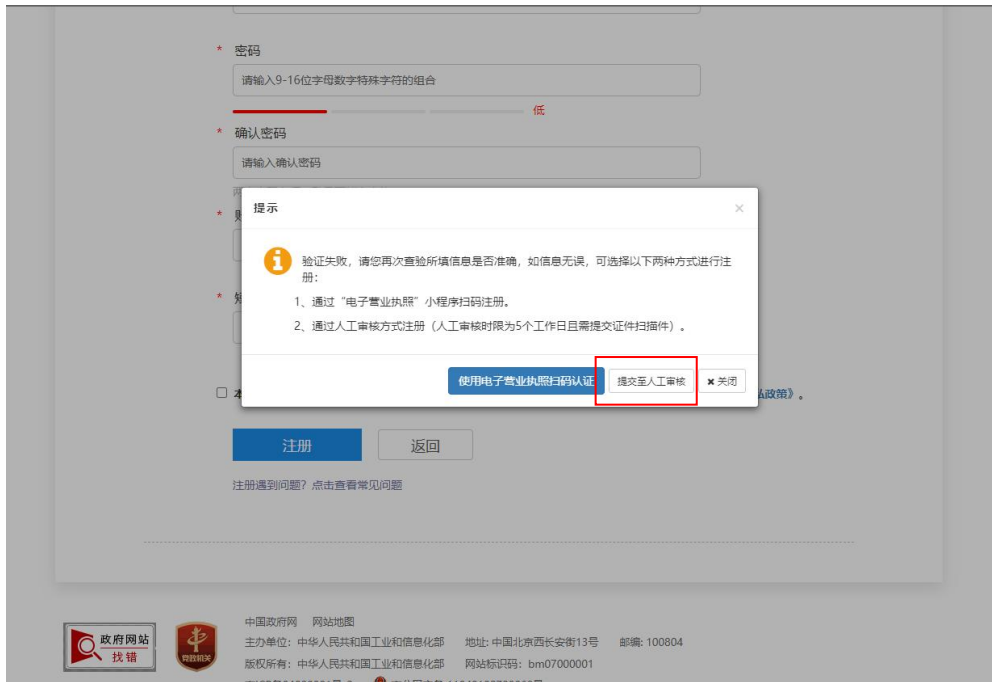 * 密码
请输入9-16位字母数字特殊字符的组合
低
* 确认密码
请输入确认密码
提示 ×
验证失败，请您再次查验所填信息是否准确，如信息无误，可选择以下两种方式进行注
册：
1、通过“电子营业执照”小程序扫码注册。
2、通过人工审核方式注册（人工审核时限为5个工作日且需提交证件扫描件）。
使用电子营业执照扫码认证 提交至人工审核 ×关闭
政策》。
注册 返回
注册遇到问题？点击查看常见问题
中国政府网 网站地图
政府网站
找错
党政机关
主办单位：中华人民共和国工业和信息化部 地址：中国北京西长安街13号 邮编：100804
版权所有：中华人民共和国工业和信息化部 网站标识码：bm07000001